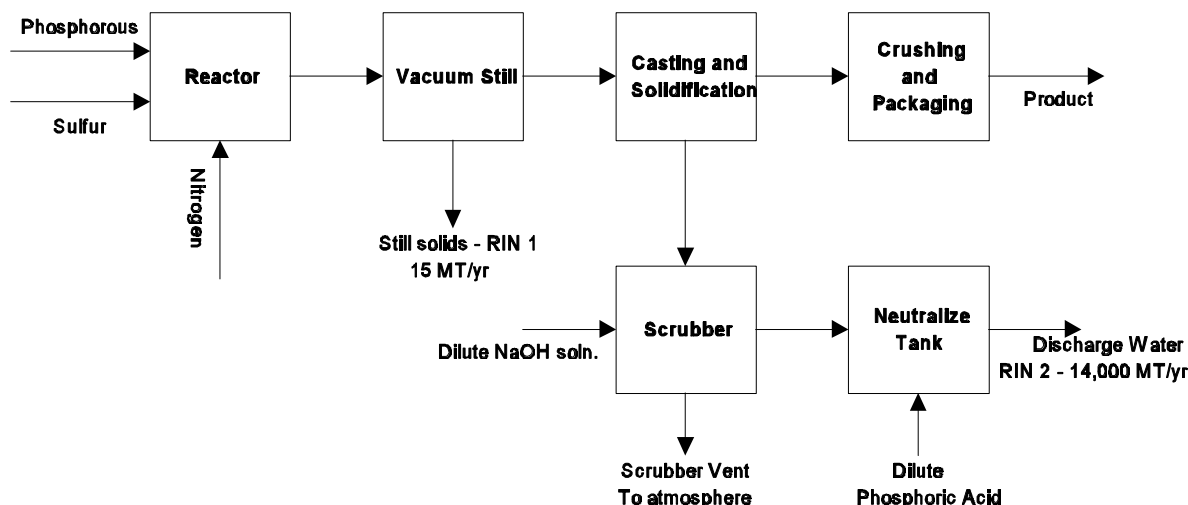 Phosphorous
Sulfur
Nitrogen
Reactor
Vacuum Still
Casting and
Solidification
Crushing
and
Packaging
Product
Still solids - RIN 1
15 MT/yr
Dilute NaOH soln.
Scrubber
Neutralize
Tank
Discharge Water
RIN 2 - 14,000 MT/yr
Scrubber Vent
To atmosphere
Dilute
Phosphoric Acid